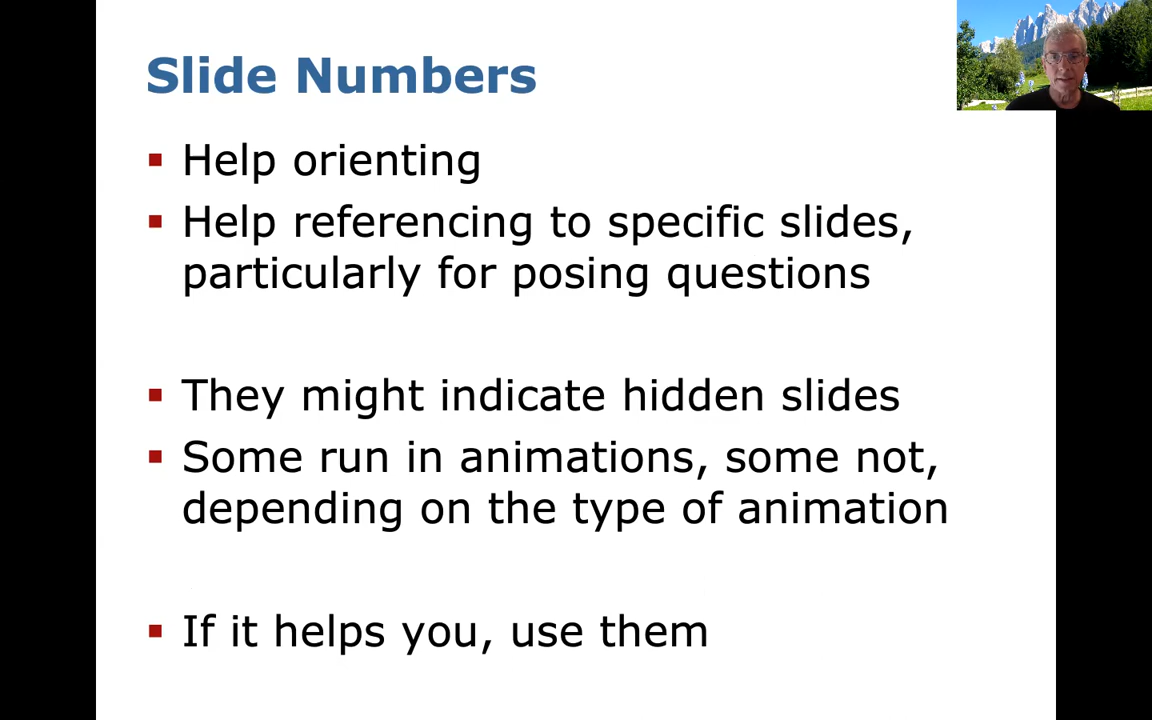 Slide Numbers
Help orienting
Help referencing to specific slides,
particularly for posing questions
They might indicate hidden slides
Some run in animations, some not,
depending on the type of animation
If it helps you, use them